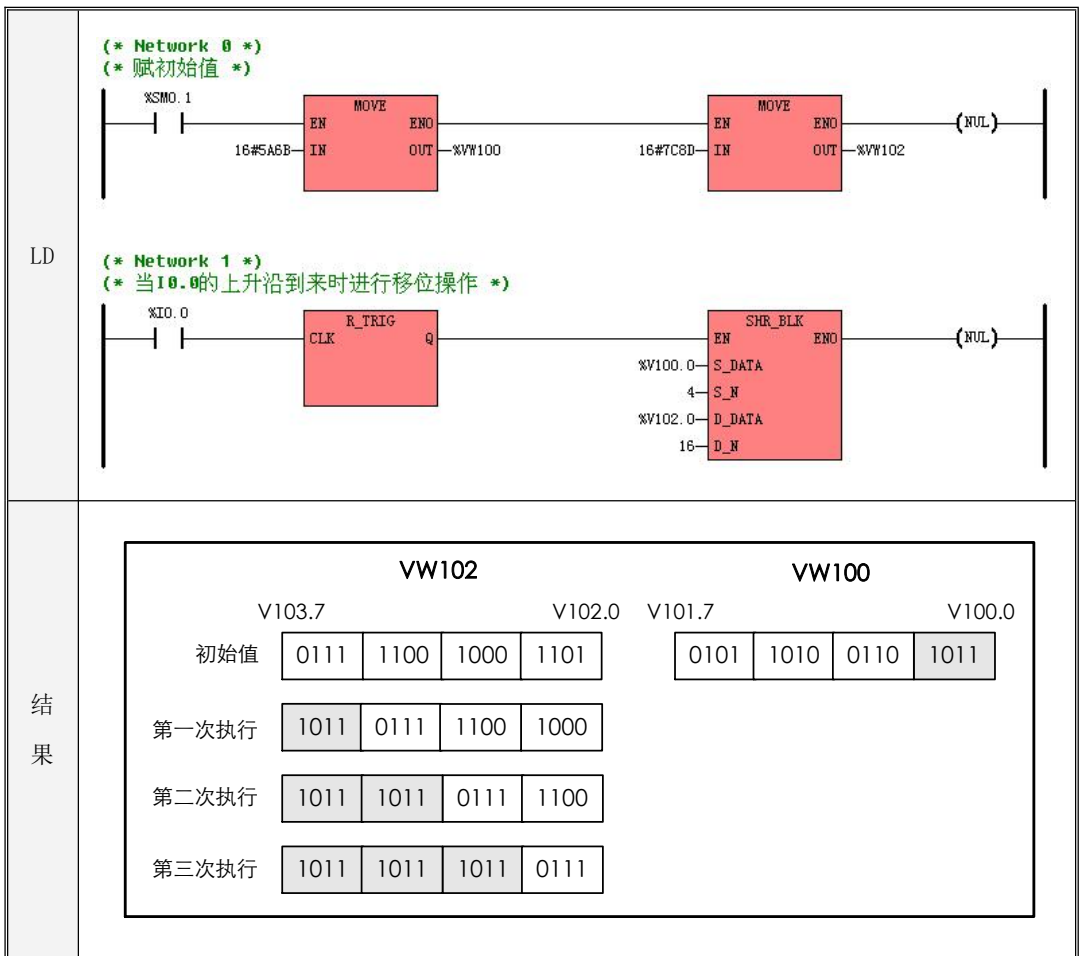 LD
(* Network 0 *)
(* 赋初始值 *)
%SM0.1
MOVE
EN ENO
16#5A6B IN OUT %VW100
MOVE
EN ENO
(NUL)
16#7C8D IN OUT %VW102
(* Network 1 *)
(* 当I0.0的上升沿到来时进行移位操作 *)
%I0.0
R_TRIG
CLK Q
SHR_BLK
EN ENO
(NUL)
%V100.0 S_DATA
4 S_N
%V102.0 D_DATA
16 D_N
结果
VW102 VW100
V103.7 V102.0 V101.7 V100.0
初始值 0111 1100 1000 1101 0101 1010 0110 1011
第一次执行 1011 0111 1100 1000
第二次执行 1011 1011 0111 1100
第三次执行 1011 1011 1011 0111